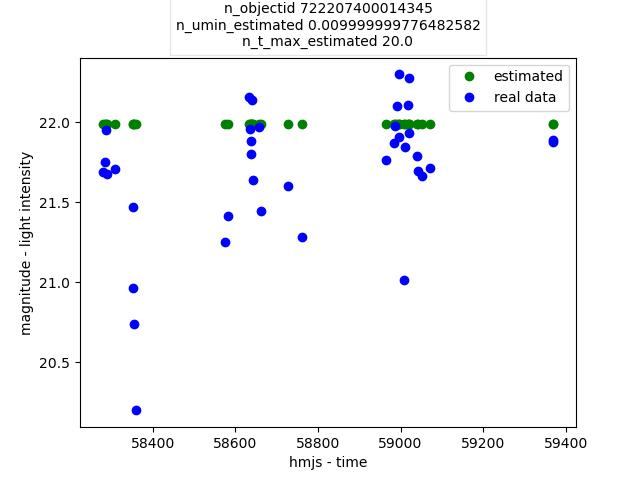 n_objectid 722207400014345
n_umin_estimated 0.009999999776482582
n_t_max_estimated 20.0
estimated
real data
22.0
21.5
21.0
20.5
magnitude - light intensity
58400
58600
58800
59000
59200
59400
hmjs - time